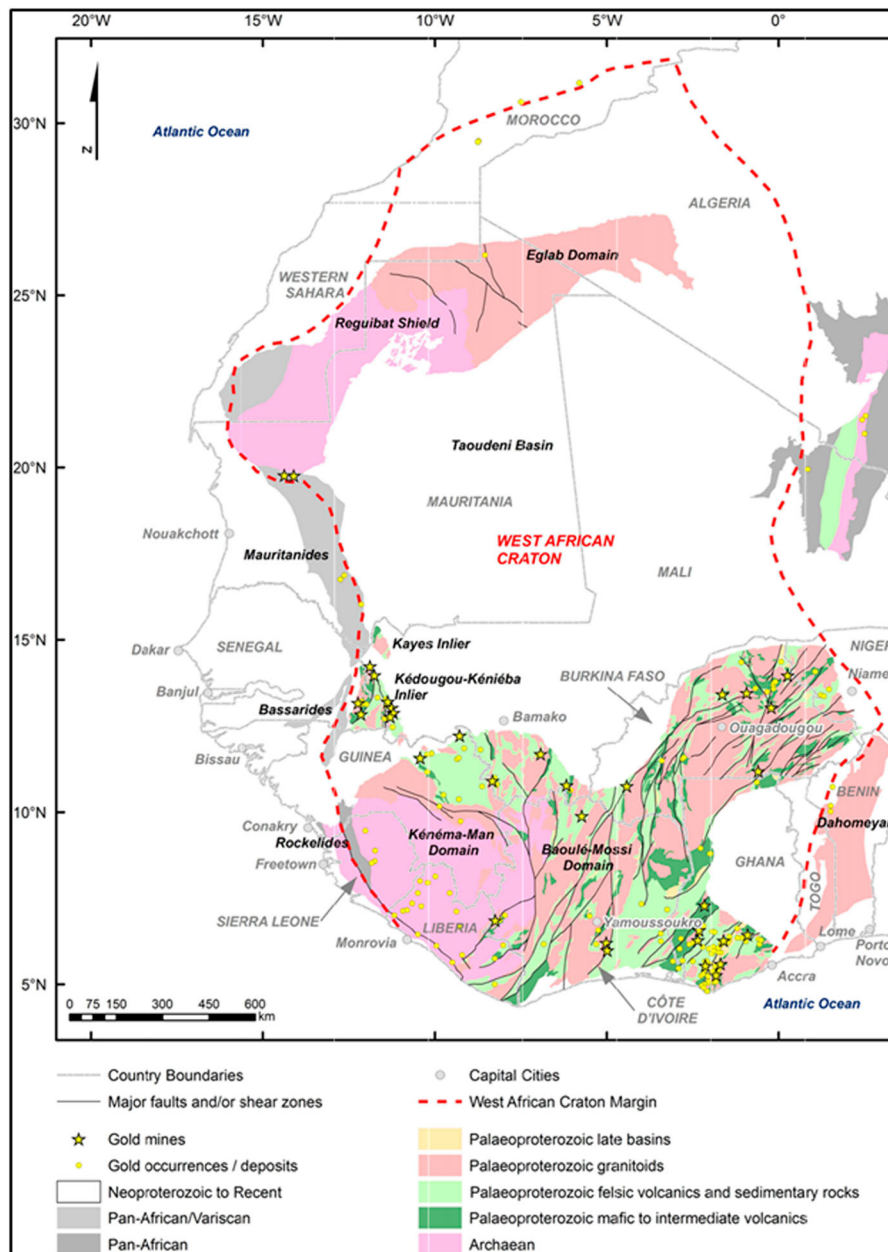 20°W
15°W
10°W
5°W
0°
30°N
25°N
20°N
15°N
10°N
5°N
Z
Atlantic Ocean
MOROCCO
ALGERIA
Eglab Domain
WESTERN
SAHARA
Reguibat Shield
Taoudeni Basin
MAURITANIA
Nouakchott
Mauritanides
WEST AFRICAN
CRATON
MALI
Dakar
SENEGAL
Kayes Inlier
NIGER
Banjul
Kédougou-Kéniéba
Inlier
BURKINA FASO
Niame
Bassarides
Bamako
Ouagadougou
Bissau
GUINEA
BENIN
Conakry
Rockelides
Kénéma-Man
Domain
Baoulé-Mossi
Domain
Dahomeyan
Freetown
GHANA
TOGO
SIERRA LEONE
LIBERIA
Yamoussoukro
Monrovia
Lome
Porto
Novo
Accra
CÔTE
D'IVOIRE
Atlantic Ocean
0 75 150 300 450 600
km
Country Boundaries
Major faults and/or shear zones
Gold mines
Gold occurrences / deposits
Neoproterozoic to Recent
Pan-African/Variscan
Pan-African
Capital Cities
West African Craton Margin
Palaeoproterozoic late basins
Palaeoproterozoic granitoids
Palaeoproterozoic felsic volcanics and sedimentary rocks
Palaeoproterozoic mafic to intermediate volcanics
Archaean